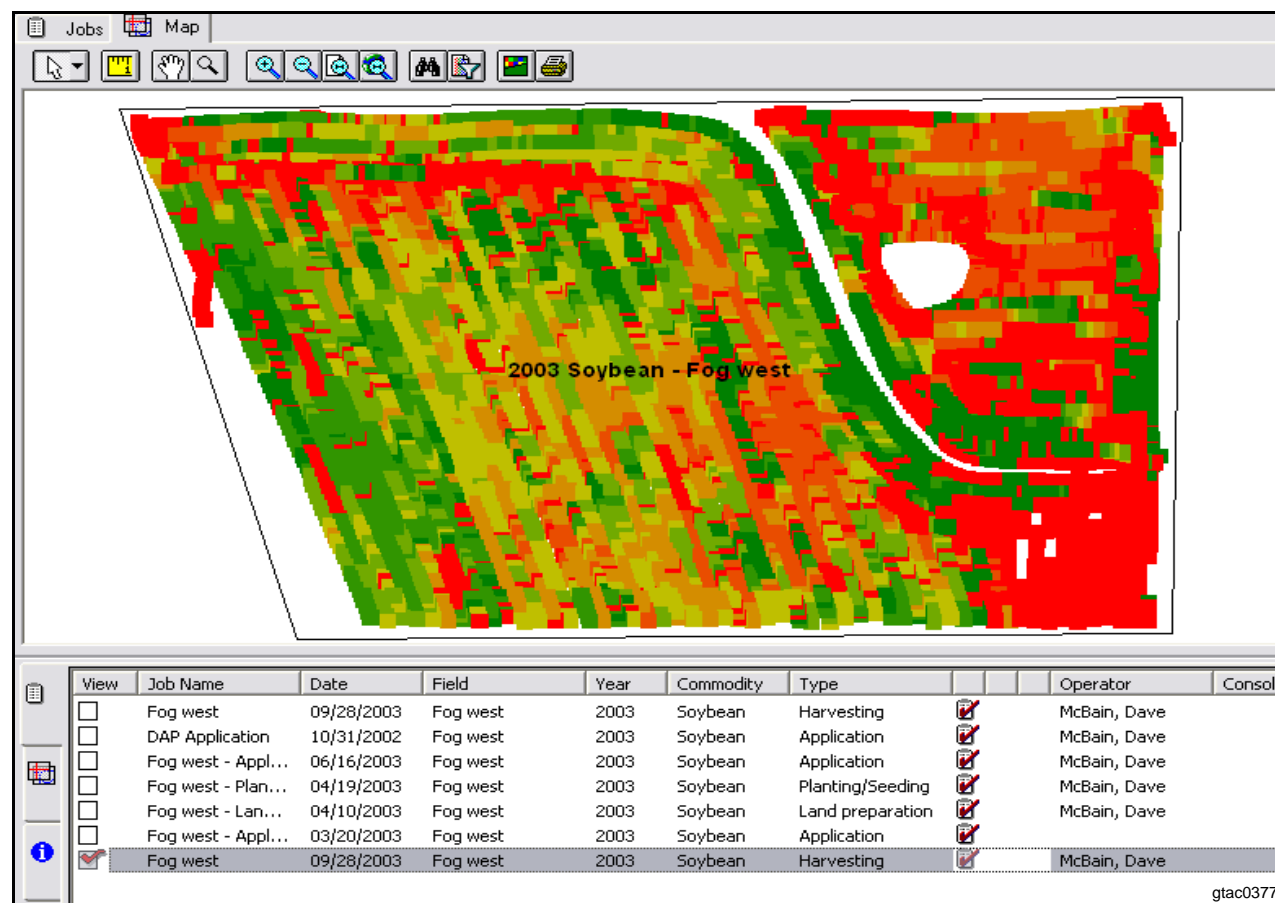 Jobs Map
2003 Soybean - Fog west
View Job Name Date Field Year Commodity Type Operator Consol
Fog west 09/28/2003 Fog west 2003 Soybean Harvesting McBain, Dave
DAP Application 10/31/2002 Fog west 2003 Soybean Application McBain, Dave
Fog west - Appl... 06/16/2003 Fog west 2003 Soybean Application McBain, Dave
Fog west - Plan... 04/19/2003 Fog west 2003 Soybean Planting/Seeding McBain, Dave
Fog west - Lan... 04/10/2003 Fog west 2003 Soybean Land preparation McBain, Dave
Fog west - Appl... 03/20/2003 Fog west 2003 Soybean Application
Fog west 09/28/2003 Fog west 2003 Soybean Harvesting McBain, Dave
gtac0377